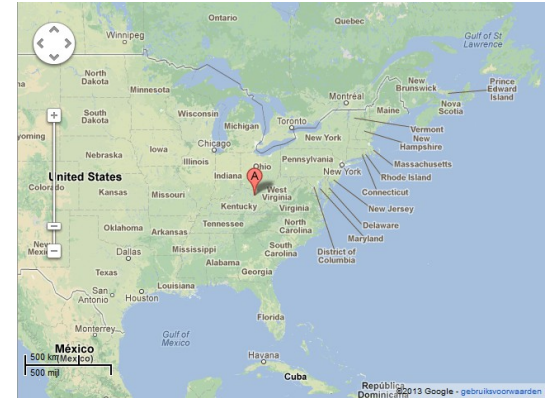 Ontario
Quebec
Winnipeg
Gulf of St
Lawrence
North
Dakota
Minnesota
Montréal
New
Brunswick
Prince
Edward
Island
Nova
Scotia
Maine
South
Dakota
Wisconsin
Michigan
Toronto
Vermont
New
Hampshire
yoming
Iowa
Chicago
New York
Massachusetts
Nebraska
Illinois
Indiana
Ohio
Pennsylvania
New York
Rhode Island
United States
A
Connecticut
Colorado
Kansas
Missouri
Kentucky
West
Virginia
Virginia
New Jersey
Oklahoma
Arkansas
Tennessee
North
Carolina
Delaware
Maryland
New
Mexico
Dallas
Mississippi
Alabama
South
Carolina
District of
Columbia
Texas
Georgia
San
Antonio
Houston
Louisiana
Florida
Monterrey
Gulf of
Mexico
México
(Mexico)
500 km
500 mijl
Havana
Cuba
República
Dominicana
©2013 Google - gebruiksvoorwaarden